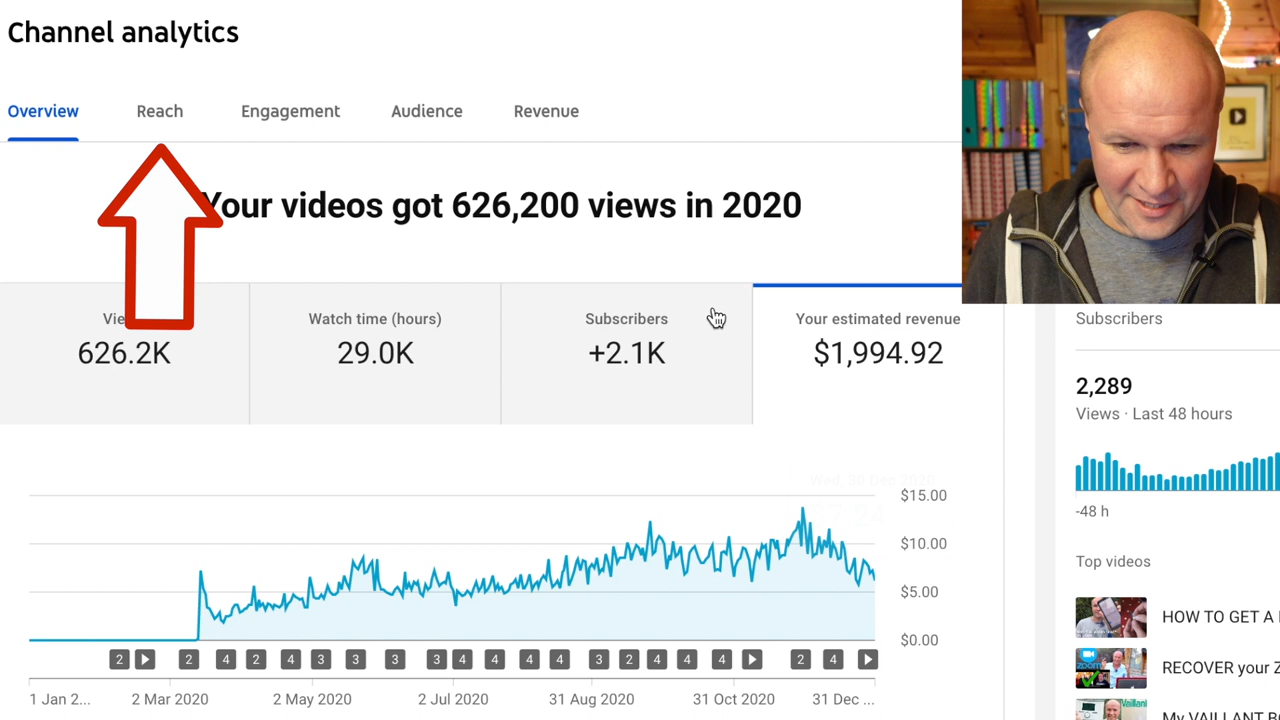 Channel analytics
Overview Reach Engagement Audience Revenue
Your videos got 626,200 views in 2020
Watch time (hours) Subscribers Your estimated revenue
626.2K 29.0K +2.1K $1,994.92
$15.00
$10.00
$5.00
$0.00
2 2 4 2 4 3 3 3 3 4 4 4 4 3 2 4 4 4 2 4
1 Jan 2... 2 Mar 2020 2 May 2020 Jul 2020 31 Aug 2020 31 Oct 2020 31 Dec ...
Subscribers
2,289
Views · Last 48 hours
-48 h
Top videos
HOW TO GET A
RECOVER your
zoom
My VAILLANT
Vaillant